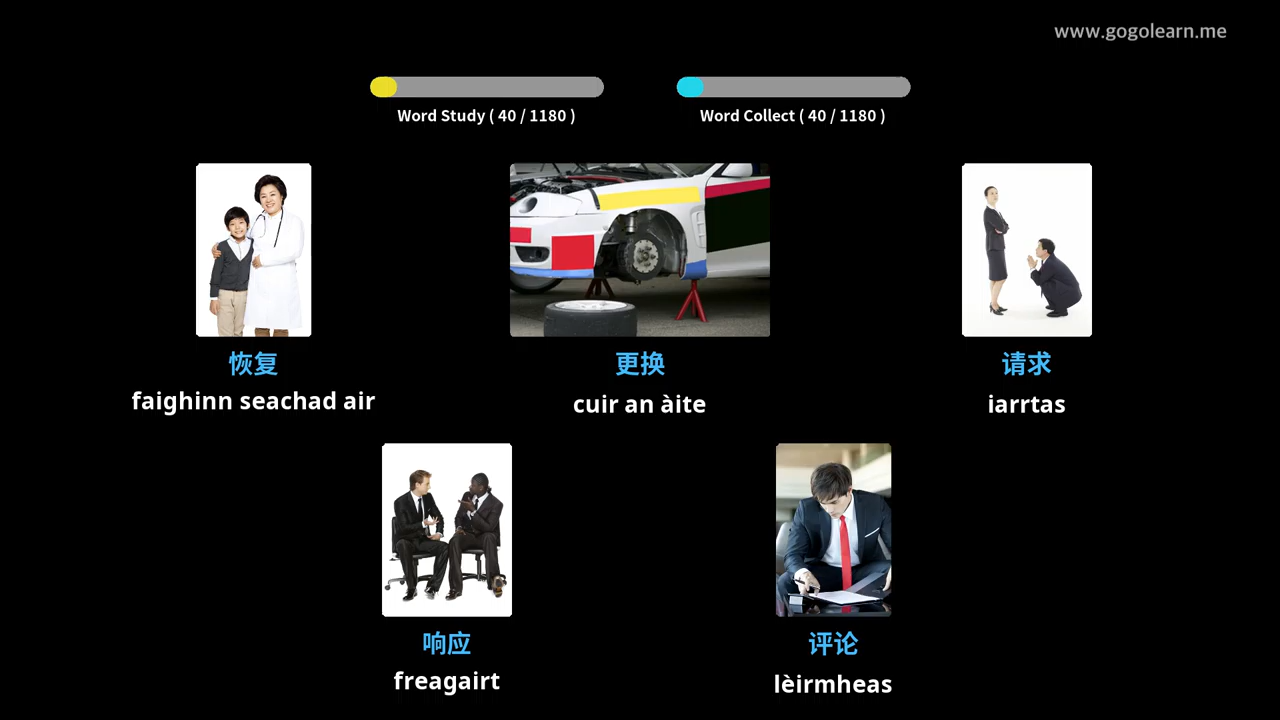 www.gogolearn.me
Word Study ( 40 / 1180 )
Word Collect ( 40 / 1180 )
恢复
faighinn seachad air
更换
cuir an àite
请求
iarrtas
响应
freagairt
评论
lèirmheas